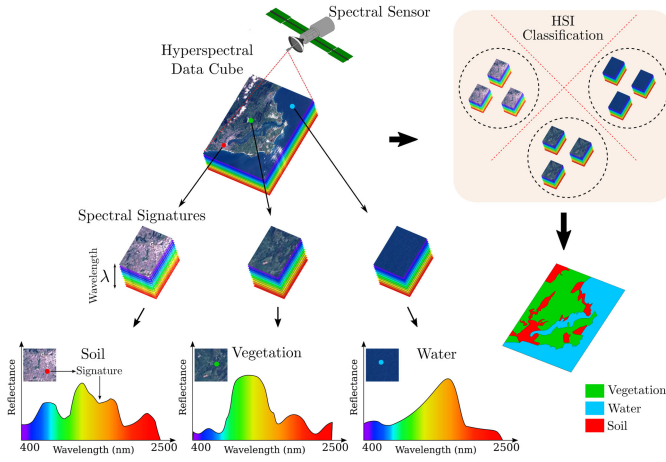 Spectral Sensor
Hyperspectral
Data Cube
HSI
Classification
Spectral Signatures
Wavelength
λ
Soil
Signature
Reflectance
400
Wavelength (nm)
2500
Vegetation
Reflectance
400
Wavelength (nm)
2500
Water
Reflectance
400
Wavelength (nm)
2500
Vegetation
Water
Soil